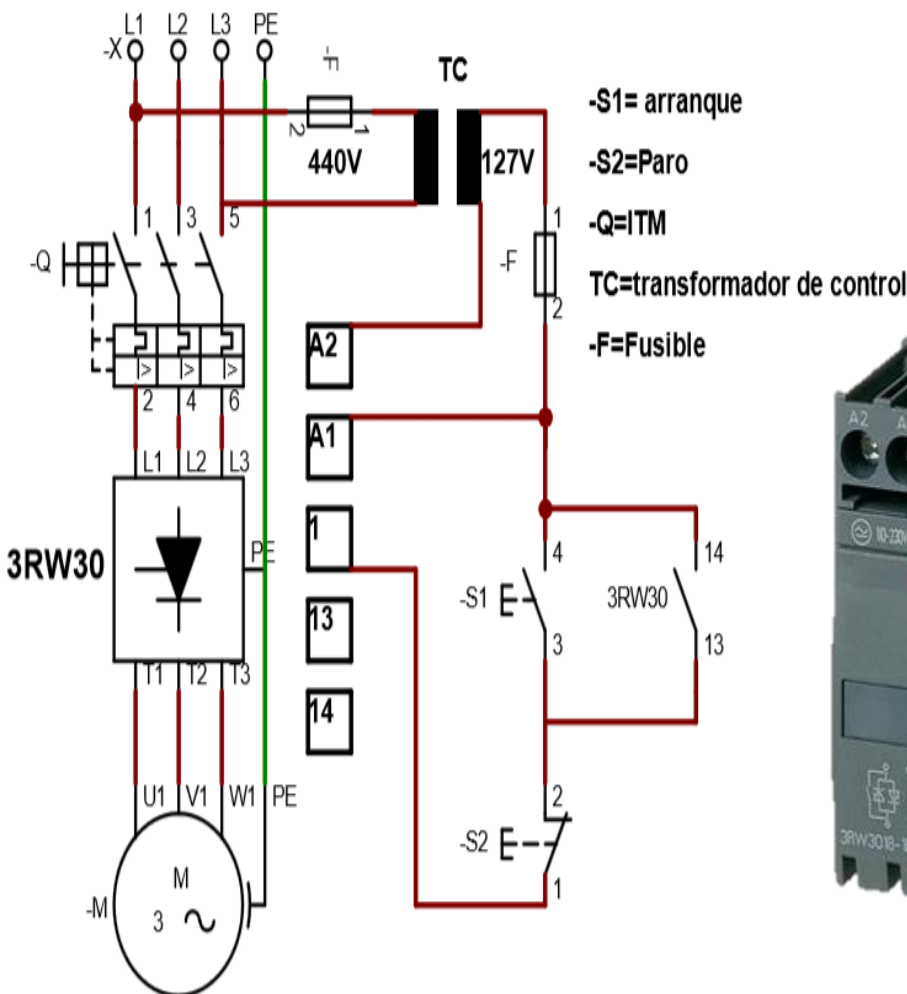 L1 L2 L3 PE
-X
-F
2 1
TC
440V 127V
-S1= arranque
-S2=Paro
-Q=ITM
TC=transformador de control
-F=Fusible
1 3 5
-Q
1
-F
2
I> I> I>
2 4 6
L1 L2 L3
3RW30
PE
T1 T2 T3
A2
A1
1
13
14
4
-S1
3
14
3RW30
13
2
-S2
1
U1 V1 W1 PE
-M
M
3
A2
3RW3018-1